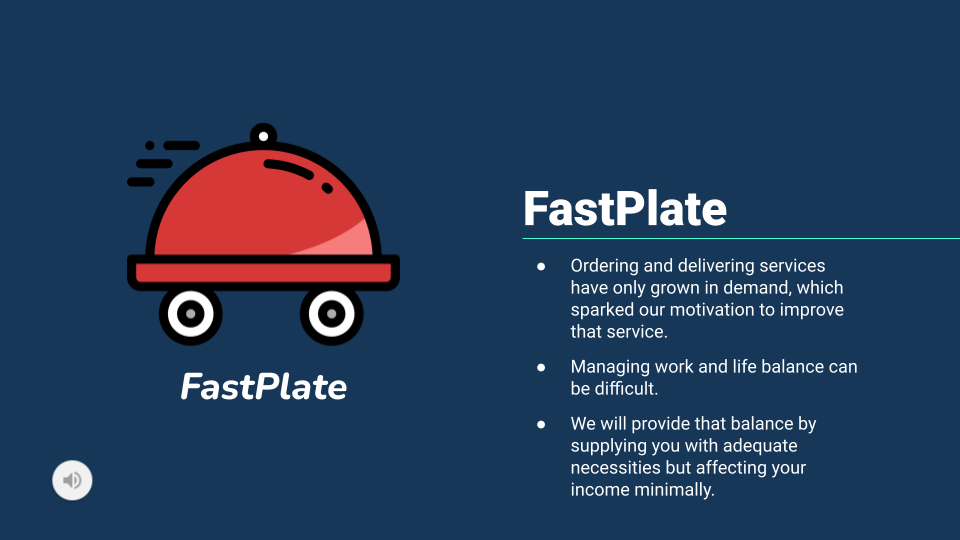 FastPlate
FastPlate
● Ordering and delivering services
have only grown in demand, which
sparked our motivation to improve
that service.
● Managing work and life balance can
be difficult.
● We will provide that balance by
supplying you with adequate
necessities but affecting your
income minimally.